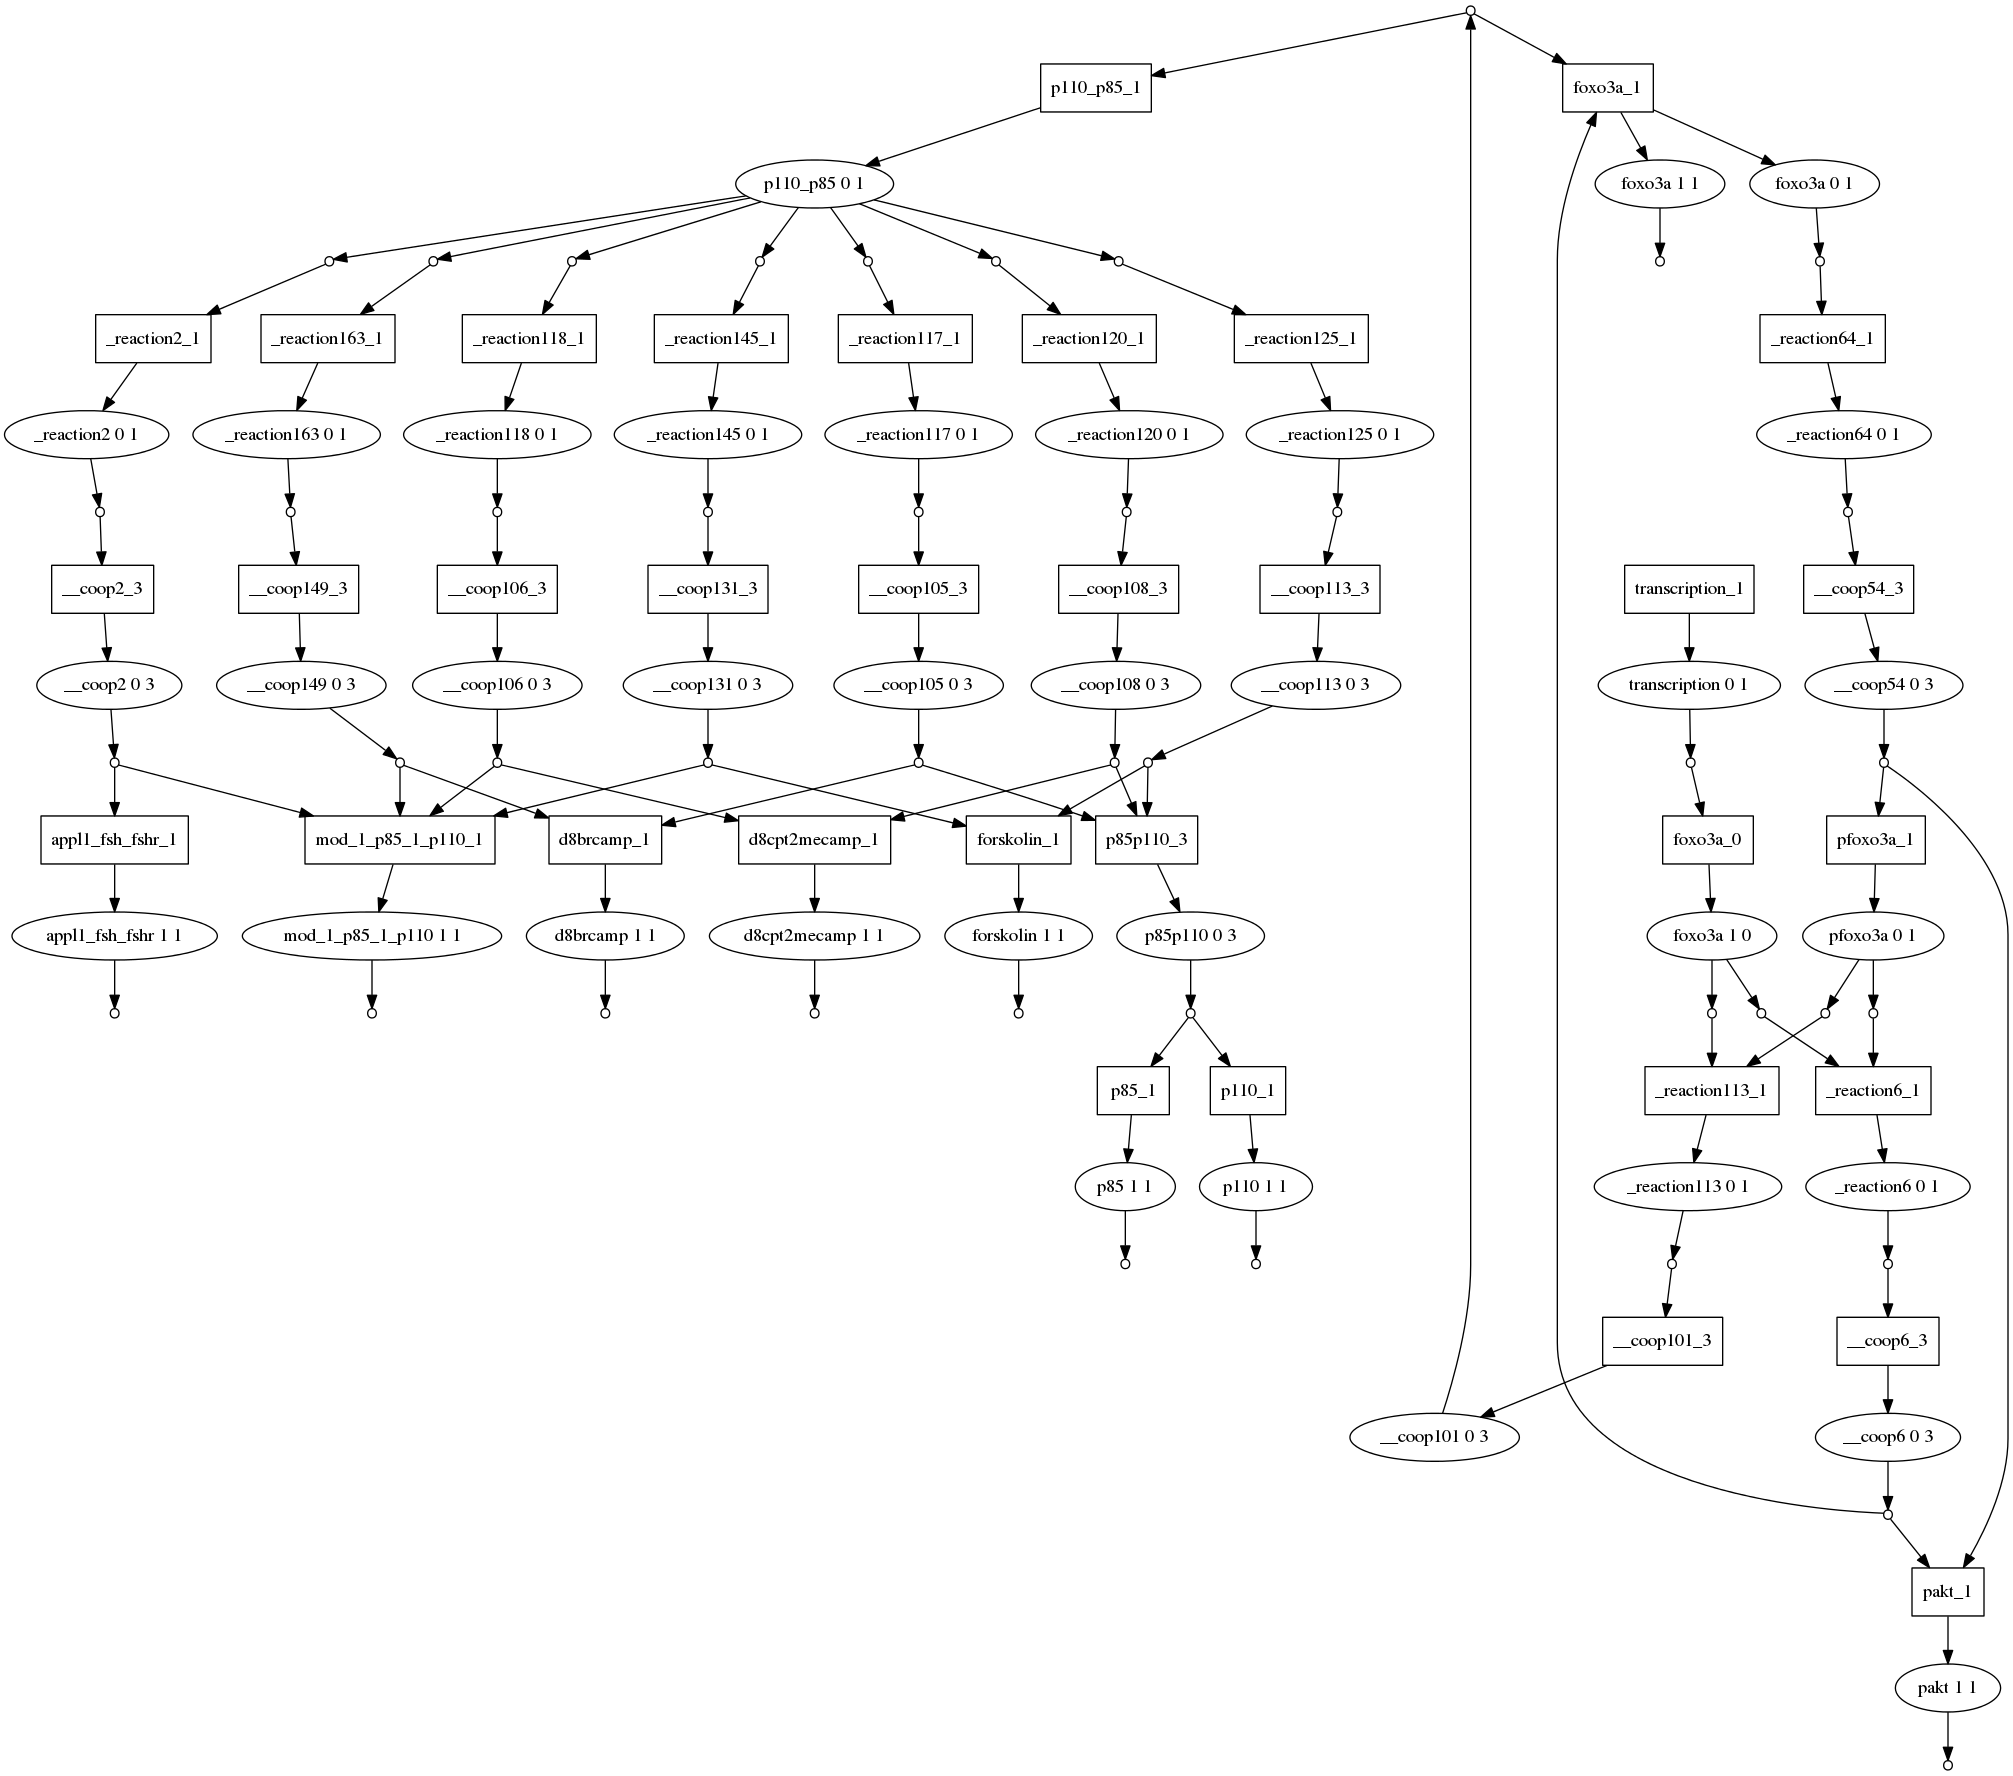 p110_p85_1
foxo3a_1
p110_p85 0 1
foxo3a 1 1
foxo3a 0 1
_reaction2_1
_reaction163_1
_reaction118_1
_reaction145_1
_reaction117_1
_reaction120_1
_reaction125_1
_reaction64_1
_reaction2 0 1
_reaction163 0 1
_reaction118 0 1
_reaction145 0 1
_reaction117 0 1
_reaction120 0 1
_reaction125 0 1
_reaction64 0 1
__coop2_3
__coop149_3
__coop106_3
__coop131_3
__coop105_3
__coop108_3
__coop113_3
transcription_1
__coop54_3
__coop2 0 3
__coop149 0 3
__coop106 0 3
__coop131 0 3
__coop105 0 3
__coop108 0 3
__coop113 0 3
transcription 0 1
__coop54 0 3
appl1_fsh_fshr_1
mod_1_p85_1_p110_1
d8brcamp_1
d8cpt2mecamp_1
forskolin_1
p85p110_3
foxo3a_0
pfoxo3a_1
appl1_fsh_fshr 1 1
mod_1_p85_1_p110 1 1
d8brcamp 1 1
d8cpt2mecamp 1 1
forskolin 1 1
p85p110 0 3
foxo3a 1 0
pfoxo3a 0 1
p85_1
p110_1
_reaction113_1
_reaction6_1
p85 1 1
p110 1 1
_reaction113 0 1
_reaction6 0 1
__coop101_3
__coop6_3
__coop101 0 3
__coop6 0 3
pakt_1
pakt 1 1